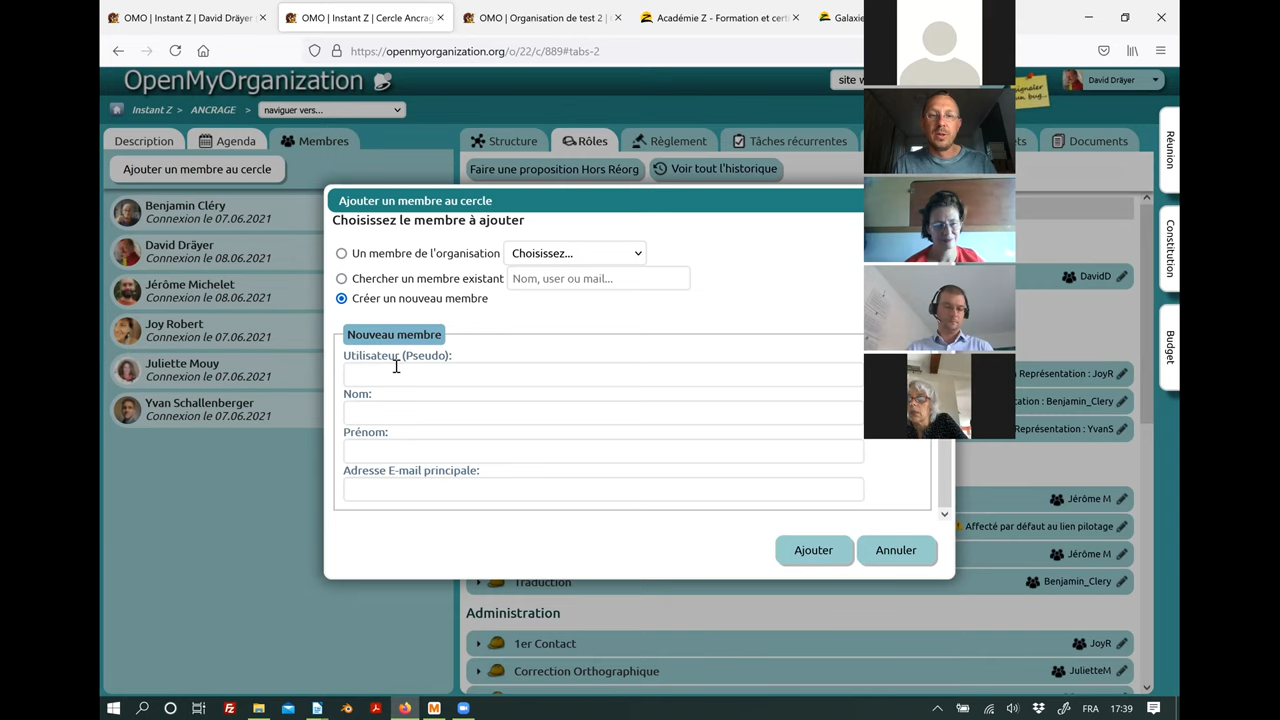 OMO | Instant Z | David Dräyer
OMO | Instant Z | Cercle Ancrag
OMO | Organisation de test 2 |
Académie Z - Formation et cert
Galaxie
https://openmyorganization.org/o/22/c/889#tabs-2
OpenMyOrganization
site w
David Dräyer
signaler
un bug...
Instant Z
ANCRAGE
naviguer vers...
Description
Agenda
Membres
Structure
Rôles
Règlement
Tâches récurrentes
ets
Documents
Ajouter un membre au cercle
Faire une proposition Hors Réorg
Voir tout l'historique
Benjamin Cléry
Connexion le 07.06.2021
David Dräyer
Connexion le 08.06.2021
Jérôme Michelet
Connexion le 08.06.2021
Joy Robert
Connexion le 07.06.2021
Juliette Mouy
Connexion le 07.06.2021
Yvan Schallenberger
Connexion le 07.06.2021
Ajouter un membre au cercle
Choisissez le membre à ajouter
Un membre de l'organisation
Choisissez...
Chercher un membre existant
Nom, user ou mail...
Créer un nouveau membre
Nouveau membre
Utilisateur (Pseudo):
Nom:
Prénom:
Adresse E-mail principale:
Ajouter
Annuler
DavidD
Représentation : JoyR
tation : Benjamin_Clery
Représentation : YvanS
Jérôme M
Affecté par défaut au lien pilotage
Jérôme M
Traduction
Benjamin_Clery
Administration
1er Contact
JoyR
Correction Orthographique
JulietteM
Réunion
Constitution
Budget
FRA
17:39